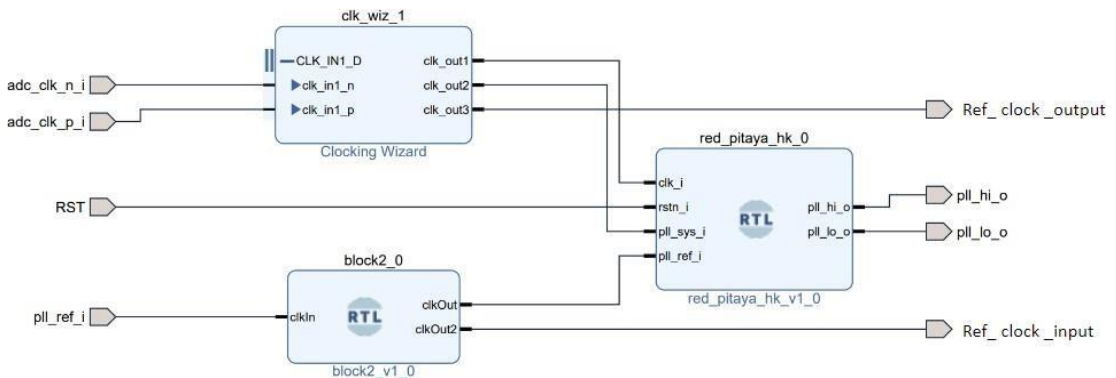 clk_wiz_1
CLK_IN1_D
clk_in1_n
clk_in1_p
clk_out1
clk_out2
clk_out3
Clocking Wizard
adc_clk_n_i
adc_clk_p_i
Ref_ clock _output
red_pitaya_hk_0
clk_i
rstn_i
pll_sys_i
pll_ref_i
RTL
pll_hi_o
pll_lo_o
red_pitaya_hk_v1_0
pll_hi_o
pll_lo_o
RST
block2_0
clkIn
RTL
clkOut
clkOut2
block2_v1_0
pll_ref_i
Ref_ clock _input